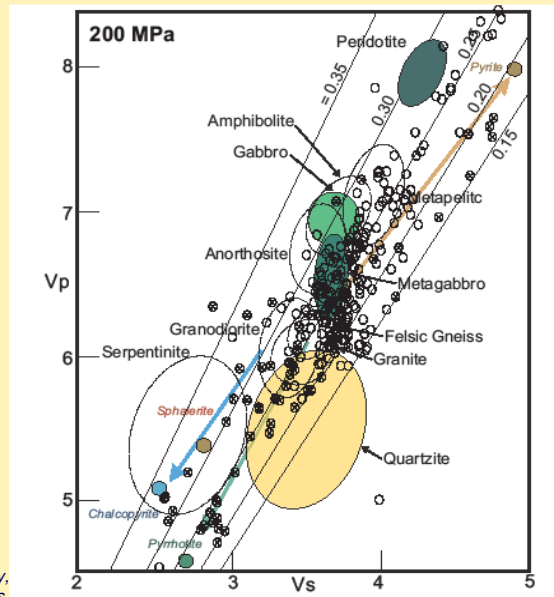 200 MPa
8
7
6
5
Vp
2
3
Vs
4
5
= 0.35
0.30
0.25
0.20
0.15
Peridotite
Pyrite
Amphibolite
Gabbro
Metapelitc
Anorthosite
Metagabbro
Granodiorite
Felsic Gneiss
Serpentinite
Granite
Sphalerite
Quartzite
Chalcopyrite
Pyrrhotite